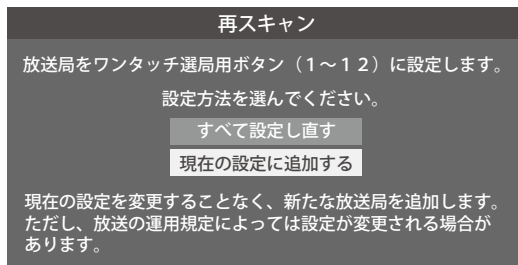 再スキャン
放送局をワンタッチ選局用ボタン（１～１２）に設定します。
設定方法を選んでください。
すべて設定し直す
現在の設定に追加する
現在の設定を変更することなく、新たな放送局を追加します。
ただし、放送の運用規定によっては設定が変更される場合が
あります。